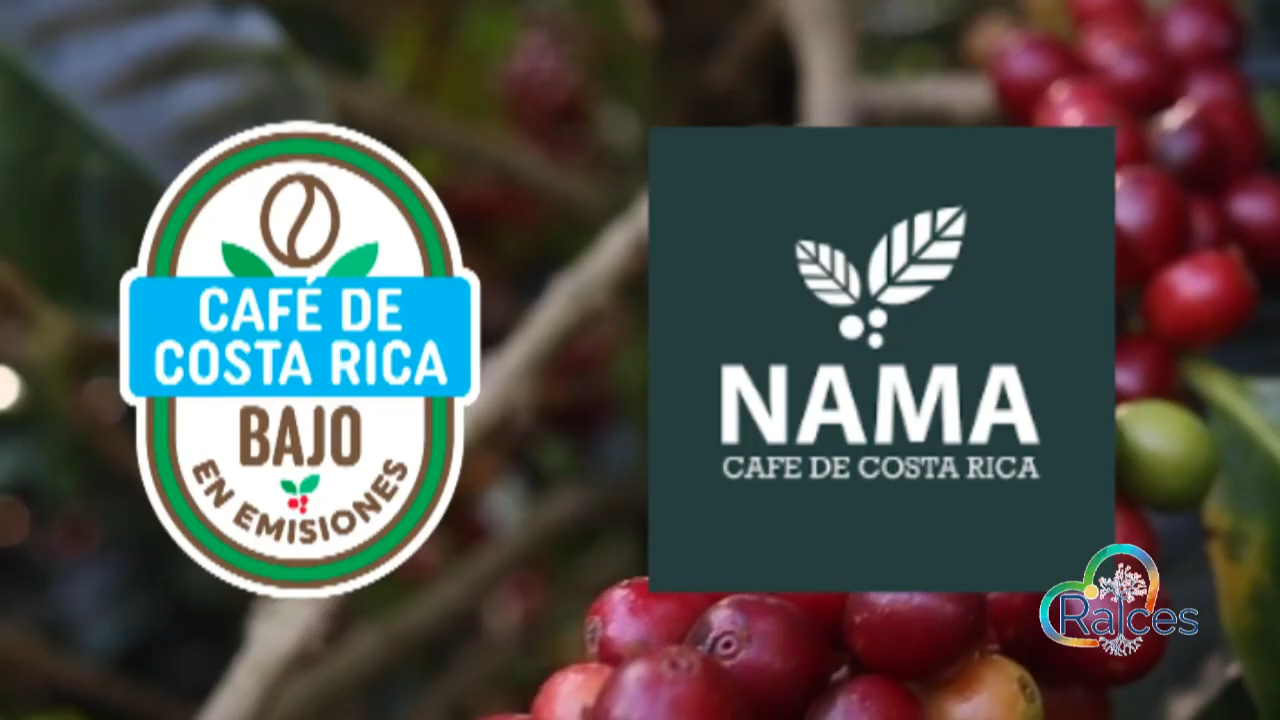 CAFÉ DE
COSTA RICA
BAJO
EN EMISIONES
NAMA
CAFE DE COSTA RICA
Raíces